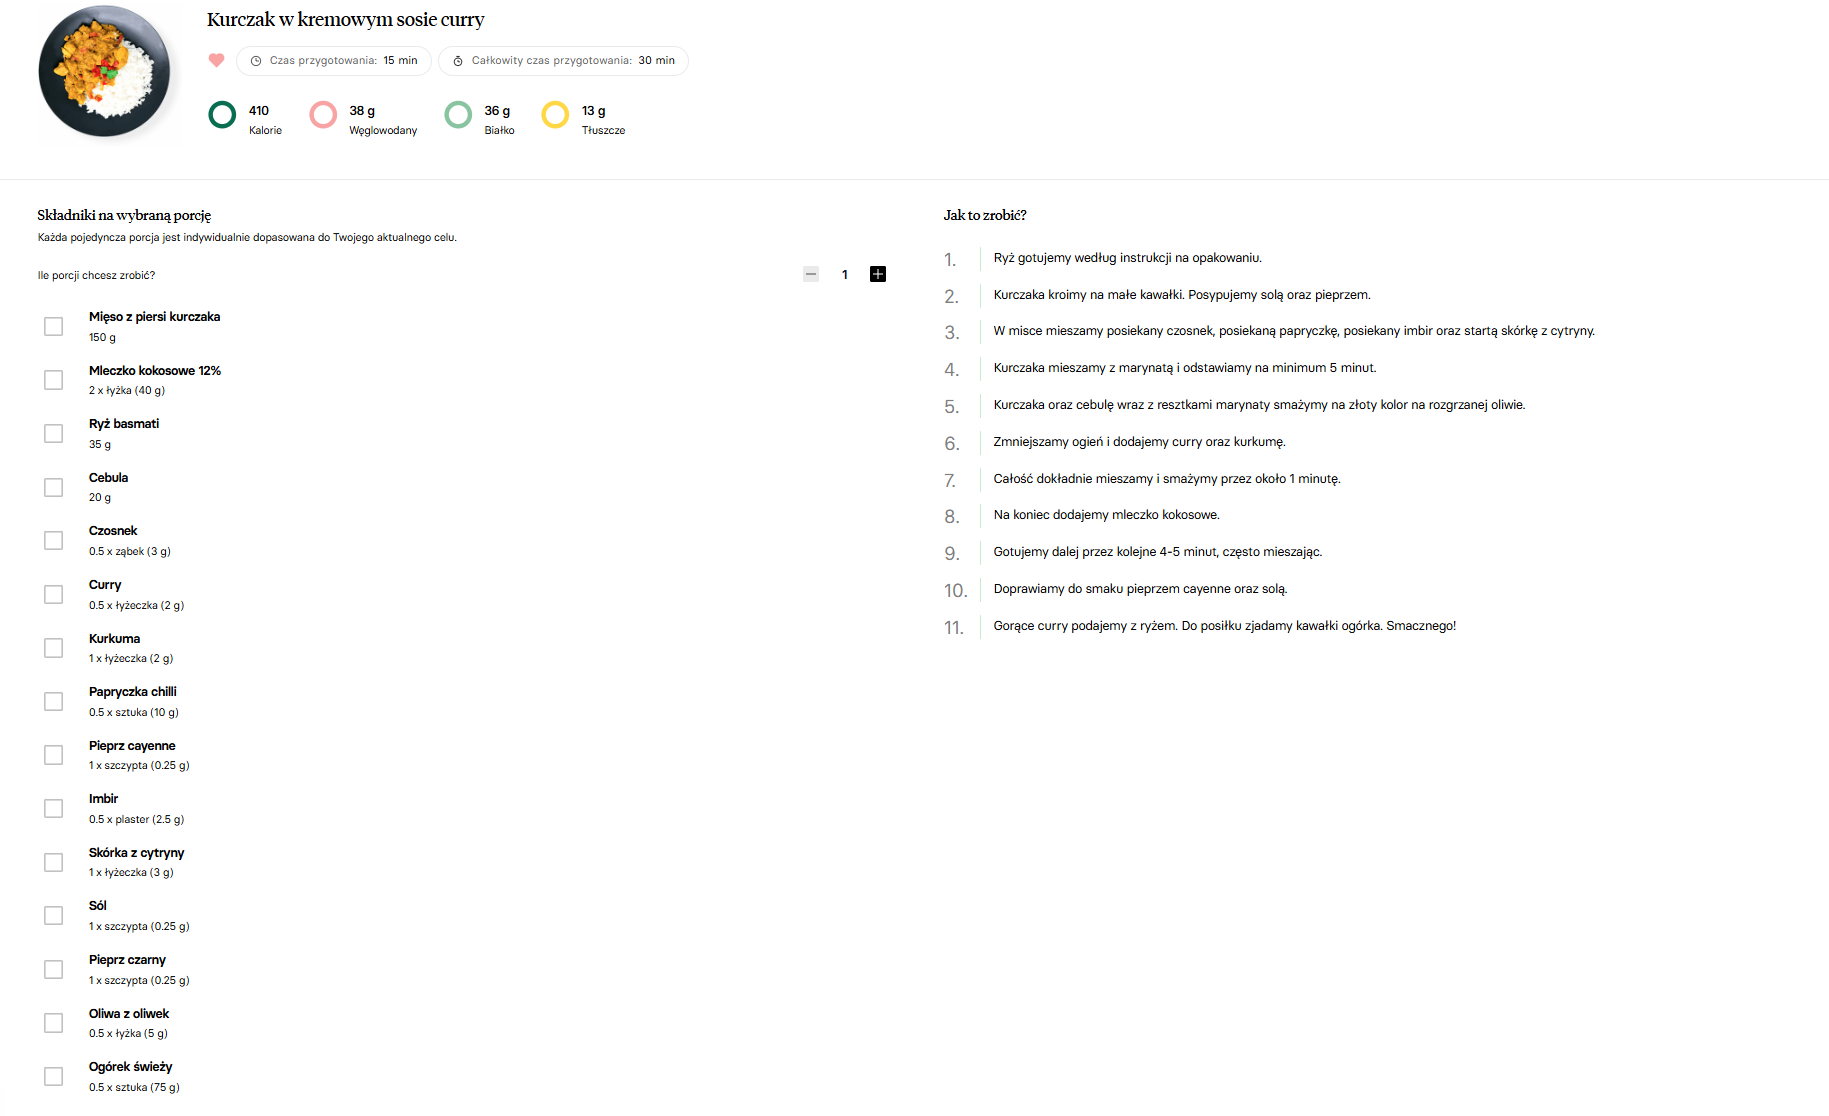 Kurczak w kremowym sosie curry
Czas przygotowania: 15 min
Całkowity czas przygotowania: 30 min
410
Kalorie
38 g
Węglowodany
36 g
Białko
13 g
Tłuszcze
Składniki na wybraną porcję
Każda pojedyncza porcja jest indywidualnie dopasowana do Twojego aktualnego celu.
Ile porcji chcesz zrobić?
1
Mięso z piersi kurczaka
150 g
Mleczko kokosowe 12%
2 x łyżka (40 g)
Ryż basmati
35 g
Cebula
20 g
Czosnek
0.5 x ząbek (3 g)
Curry
0.5 x łyżeczka (2 g)
Kurkuma
1 x łyżeczka (2 g)
Papryczka chilli
0.5 x sztuka (10 g)
Pieprz cayenne
1 x szczypta (0.25 g)
Imbir
0.5 x plaster (2.5 g)
Skórka z cytryny
1 x łyżeczka (3 g)
Sól
1 x szczypta (0.25 g)
Pieprz czarny
1 x szczypta (0.25 g)
Oliwa z oliwek
0.5 x łyżka (5 g)
Ogórek świeży
0.5 x sztuka (75 g)
Jak to zrobić?
1. Ryż gotujemy według instrukcji na opakowaniu.
2. Kurczaka kroimy na małe kawałki. Posypujemy solą oraz pieprzem.
3. W misce mieszamy posiekany czosnek, posiekaną papryczkę, posiekany imbir oraz startą skórkę z cytryny.
4. Kurczaka mieszamy z marynatą i odstawiamy na minimum 5 minut.
5. Kurczaka oraz cebulę wraz z resztkami marynaty smażymy na złoty kolor na rozgrzanej oliwie.
6. Zmniejszamy ogień i dodajemy curry oraz kurkumę.
7. Całość dokładnie mieszamy i smażymy przez około 1 minutę.
8. Na koniec dodajemy mleczko kokosowe.
9. Gotujemy dalej przez kolejne 4-5 minut, często mieszając.
10. Doprawiamy do smaku pieprzem cayenne oraz solą.
11. Gorące curry podajemy z ryżem. Do posiłku zjadamy kawałki ogórka. Smacznego!